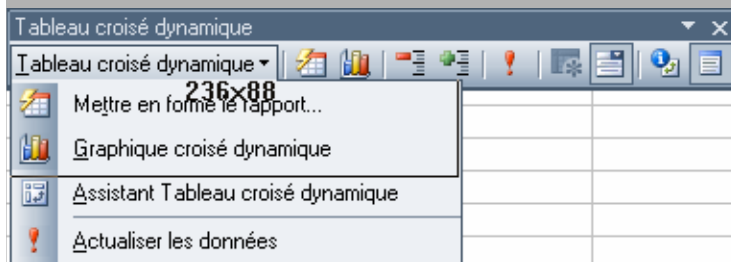 Tableau croisé dynamique
Tableau croisé dynamique
236x88
Mettre en forme le rapport...
Graphique croisé dynamique
Assistant Tableau croisé dynamique
Actualiser les données